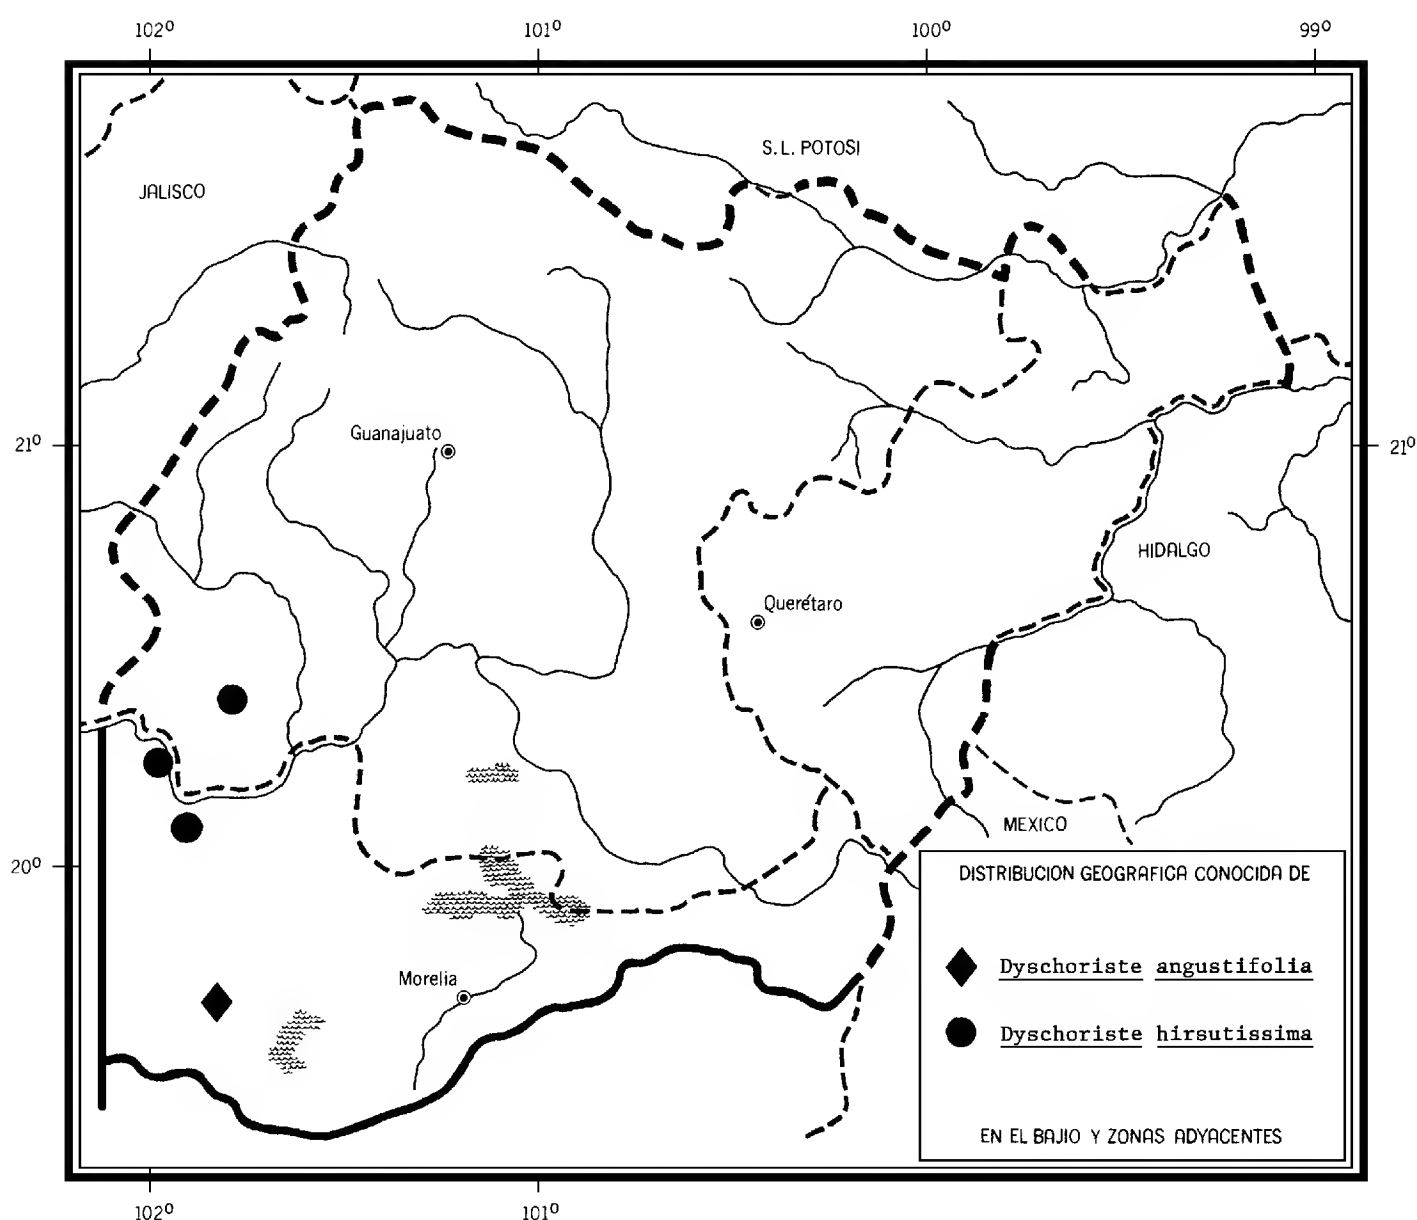 102º 101º 100º 99º
S.L. POTOSI
JALISCO
Guanajuato
21º 21º
HIDALGO
Querétaro
MEXICO
20º
DISTRIBUCION GEOGRAFICA CONOCIDA DE
Dyschoriste angustifolia
Morelia
Dyschoriste hirsutissima
EN EL BAJIO Y ZONAS ADYACENTES
102º 101º